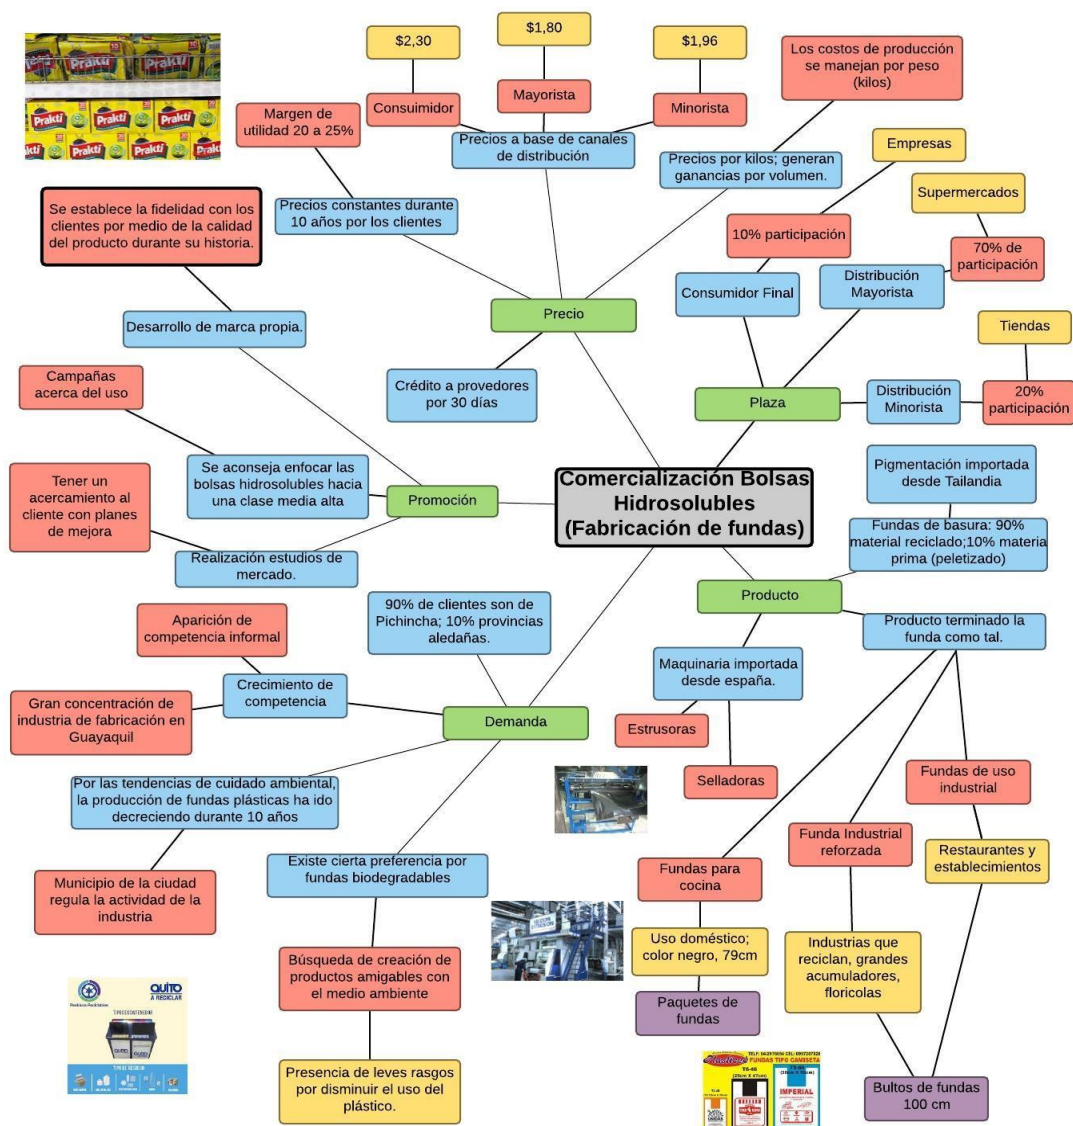 $2,30
$1,80
$1,96
Consuimidor
Mayorista
Minorista
Precios a base de canales
de distribución
Los costos de producción
se manejan por peso
(kilos)
Margen de
utilidad 20 a 25%
Precios por kilos; generan
ganancias por volumen.
Empresas
Supermercados
Precios constantes durante
10 años por los clientes
Se establece la fidelidad con los
clientes por medio de la calidad
del producto durante su historia.
10% participación
70% de
participación
Consumidor Final
Distribución
Mayorista
Precio
Desarrollo de marca propia.
Tiendas
Campañas
acerca del uso
Crédito a provedores
por 30 días
Plaza
Distribución
Minorista
20%
participación
Se aconseja enfocar las
bolsas hidrosolubles hacia
una clase media alta
Promoción
Comercialización Bolsas
Hidrosolubles
(Fabricación de fundas)
Pigmentación importada
desde Tailandia
Tener un
acercamiento al
cliente con planes
de mejora
Realización estudios de
mercado.
Fundas de basura: 90%
material reciclado;10% materia
prima (peletizado)
Producto
90% de clientes son de
Pichincha; 10% provincias
aledañas.
Aparición de
competencia informal
Producto terminado la
funda como tal.
Maquinaria importada
desde españa.
Crecimiento de
competencia
Gran concentración de
industria de fabricación en
Guayaquil
Demanda
Estrusoras
Selladoras
Por las tendencias de cuidado ambiental,
la producción de fundas plásticas ha ido
decreciendo durante 10 años
Fundas de uso
industrial
Funda Industrial
reforzada
Restaurantes y
establecimientos
Existe cierta preferencia por
fundas biodegradables
Fundas para
cocina
Municipio de la ciudad
regula la actividad de la
industria
Uso doméstico;
color negro, 79cm
Industrias que
reciclan, grandes
acumuladores,
floricolas
Búsqueda de creación de
productos amigables con
el medio ambiente
Paquetes de
fundas
Presencia de leves rasgos
por disminuir el uso del
plástico.
Bultos de fundas
100 cm
Prakti
Prakti
Prakti
Prakti
Prakti
Prakti
Prakti
QUITO
A RECICLAR
FUNDAS TIPO CAMISETA
IMPERIAL